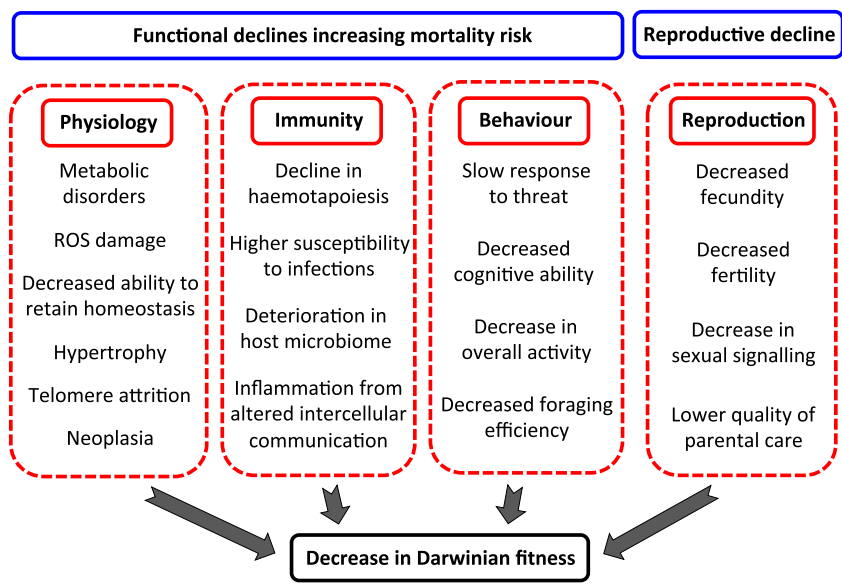 Functional declines increasing mortality risk
Reproductive decline
Physiology
Metabolic
disorders
ROS damage
Decreased ability to
retain homeostasis
Hypertrophy
Telomere attrition
Neoplasia
Immunity
Decline in
haemotapoiesis
Higher susceptibility
to infections
Deterioration in
host microbiome
Inflammation from
altered intercellular
communication
Behaviour
Slow response
to threat
Decreased
cognitive ability
Decrease in
overall activity
Decreased foraging
efficiency
Reproduction
Decreased
fecundity
Decreased
fertility
Decrease in
sexual signalling
Lower quality of
parental care
Decrease in Darwinian fitness